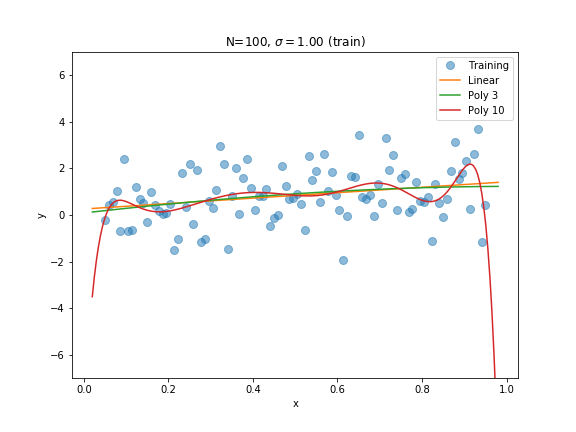 N=100, σ = 1.00 (train)
Training
Linear
Poly 3
Poly 10
6
4
2
0
−2
−4
−6
y
0.0 0.2 0.4 0.6 0.8 1.0
x